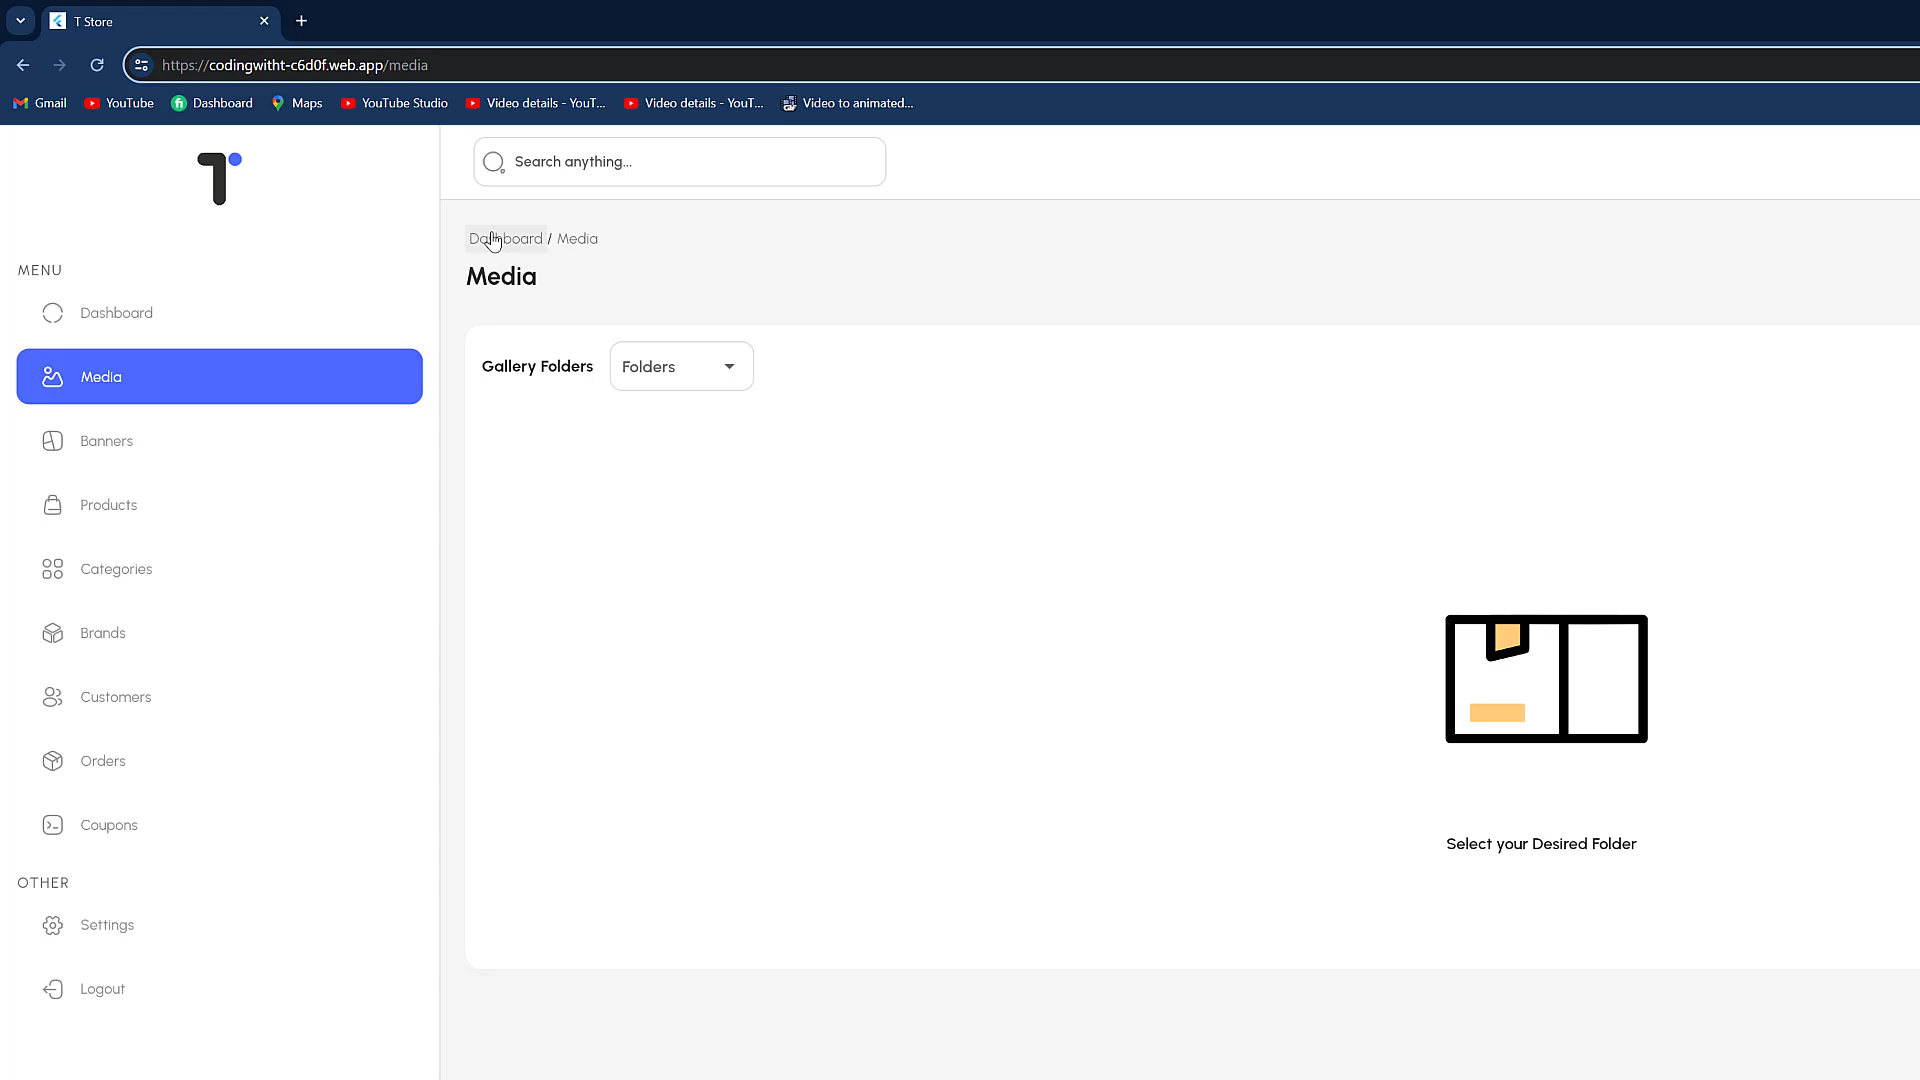 T Store
https://codingwitht-c6d0f.web.app/media
Gmail
YouTube
Dashboard
Maps
YouTube Studio
Video details - YouT...
Video details - YouT...
Video to animated...
Search anything...
Dashboard / Media
Media
MENU
Dashboard
Media
Banners
Products
Categories
Brands
Customers
Orders
Coupons
OTHER
Settings
Logout
Gallery Folders
Folders
Select your Desired Folder